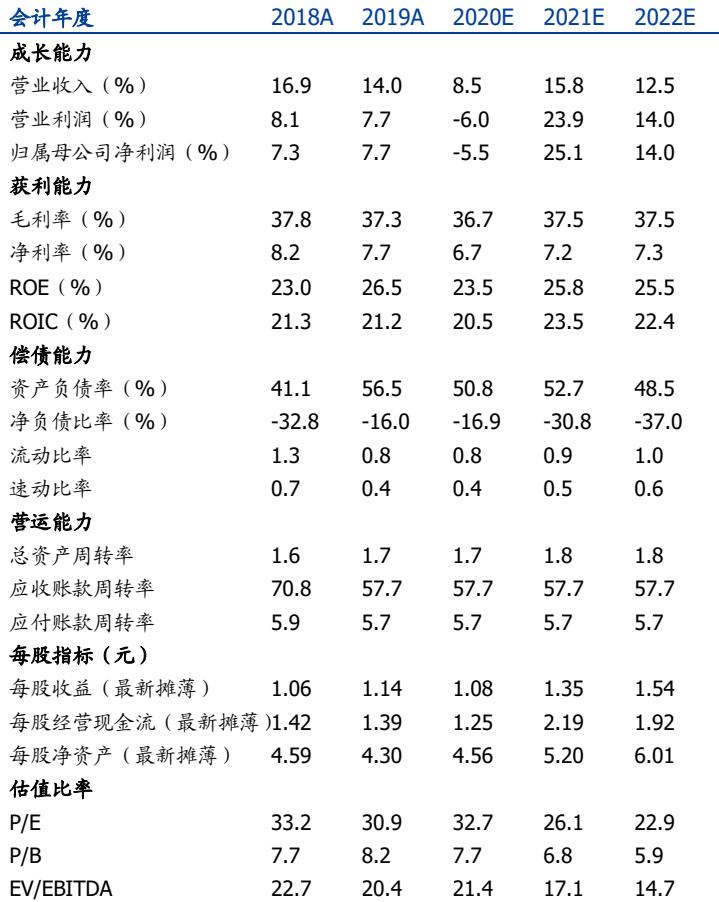 会计年度 2018A 2019A 2020E 2021E 2022E
成长能力
营业收入（%） 16.9 14.0 8.5 15.8 12.5
营业利润（%） 8.1 7.7 -6.0 23.9 14.0
归属母公司净利润（%） 7.3 7.7 -5.5 25.1 14.0
获利能力
毛利率（%） 37.8 37.3 36.7 37.5 37.5
净利率（%） 8.2 7.7 6.7 7.2 7.3
ROE（%） 23.0 26.5 23.5 25.8 25.5
ROIC（%） 21.3 21.2 20.5 23.5 22.4
偿债能力
资产负债率（%） 41.1 56.5 50.8 52.7 48.5
净负债比率（%） -32.8 -16.0 -16.9 -30.8 -37.0
流动比率 1.3 0.8 0.8 0.9 1.0
速动比率 0.7 0.4 0.4 0.5 0.6
营运能力
总资产周转率 1.6 1.7 1.7 1.8 1.8
应收账款周转率 70.8 57.7 57.7 57.7 57.7
应付账款周转率 5.9 5.7 5.7 5.7 5.7
每股指标（元）
每股收益（最新摊薄） 1.06 1.14 1.08 1.35 1.54
每股经营现金流（最新摊薄） 1.42 1.39 1.25 2.19 1.92
每股净资产（最新摊薄） 4.59 4.30 4.56 5.20 6.01
估值比率
P/E 33.2 30.9 32.7 26.1 22.9
P/B 7.7 8.2 7.7 6.8 5.9
EV/EBITDA 22.7 20.4 21.4 17.1 14.7